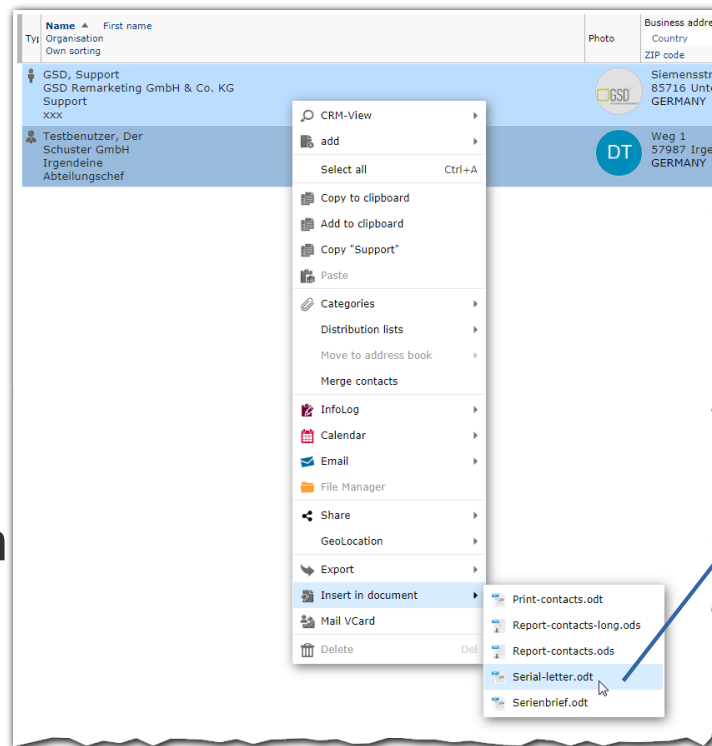 Name ▲ First name
Typ Organisation
Own sorting
Photo
Business addre
Country
ZIP code
GSD, Support
GSD Remarketing GmbH & Co. KG
Support
xxx
GSD
Siemensstr
85716 Unte
GERMANY
Testbenutzer, Der
Schuster GmbH
Irgendeine
Abteilungschef
DT
Weg 1
57987 Irge
GERMANY
CRM-View
add
Select all Ctrl+A
Copy to clipboard
Add to clipboard
Copy "Support"
Paste
Categories
Distribution lists
Move to address book
Merge contacts
InfoLog
Calendar
Email
File Manager
Share
GeoLocation
Export
Insert in document
Mail VCard
Delete Del
Print-contacts.odt
Report-contacts-long.ods
Report-contacts.ods
Serial-letter.odt
Serienbrief.odt